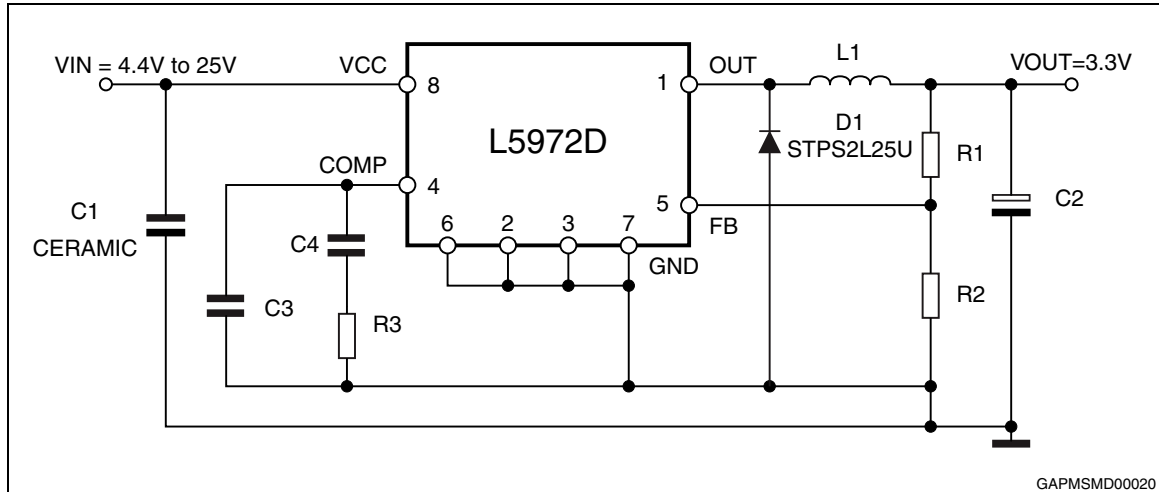 VIN = 4.4V to 25V
VCC
8
L5972D
1
OUT
L1
VOUT=3.3V
D1
STPS2L25U
R1
COMP
4
5
FB
C2
C1
CERAMIC
C4
6
2
3
7
GND
C3
R3
R2
GAPMSMD00020